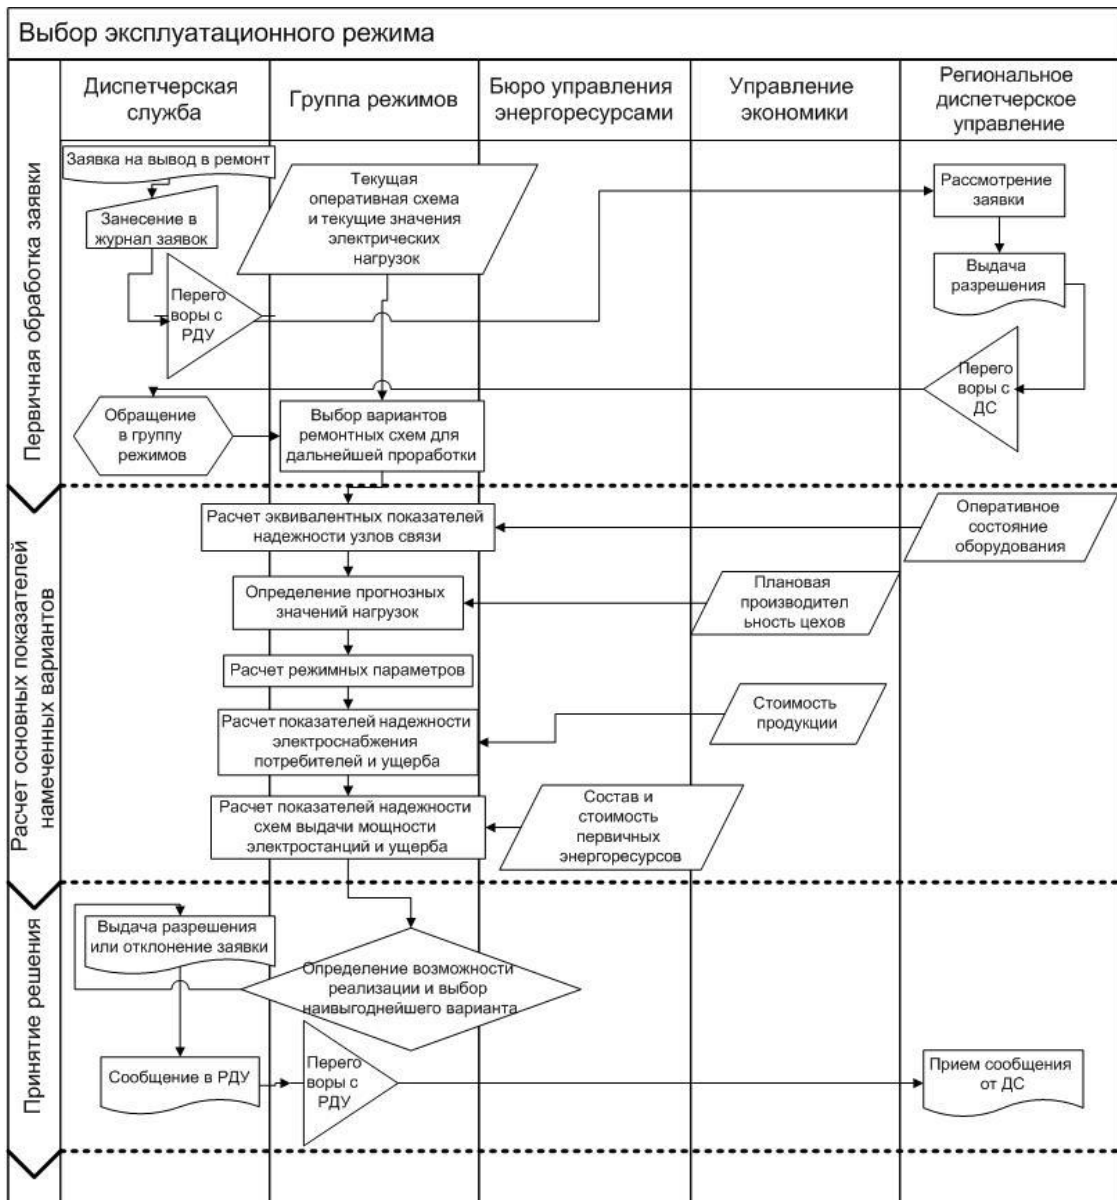 Выбор эксплуатационного режима
Диспетчерская
служба
Группа режимов
Бюро управления
энергоресурсами
Управление
экономики
Региональное
диспетчерское
управление
Первичная обработка заявки
Заявка на вывод в ремонт
Занесение в
журнал заявок
Перего
воры с
РДУ
Текущая
оперативная схема
и текущие значения
электрических
нагрузок
Рассмотрение
заявки
Выдача
разрешения
Перего
воры с
ДС
Обращение
в группу
режимов
Выбор вариантов
ремонтных схем для
дальнейшей проработки
Расчет основных показателей
намеченных вариантов
Расчет эквивалентных показателей
надежности узлов связи
Оперативное
состояние
оборудования
Определение прогнозных
значений нагрузок
Плановая
производител
ьность цехов
Расчет режимных параметров
Расчет показателей надежности
электроснабжения
потребителей и ущерба
Стоимость
продукции
Расчет показателей надежности
схем выдачи мощности
электростанций и ущерба
Состав и
стоимость
первичных
энергоресурсов
Принятие решения
Выдача разрешения
или отклонение заявки
Определение возможности
реализации и выбор
наивыгоднейшего варианта
Сообщение в РДУ
Перего
воры с
РДУ
Прием сообщения
от ДС